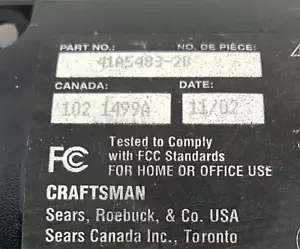 PART NO.: NO. DE PIÈCE:
41A5483-2B
CANADA: DATE:
102 1499A 11/02
Tested to Comply
FC with FCC Standards
FOR HOME OR OFFICE USE
CRAFTSMAN
Sears, Roebuck, & Co. USA
Sears Canada Inc., Toronto